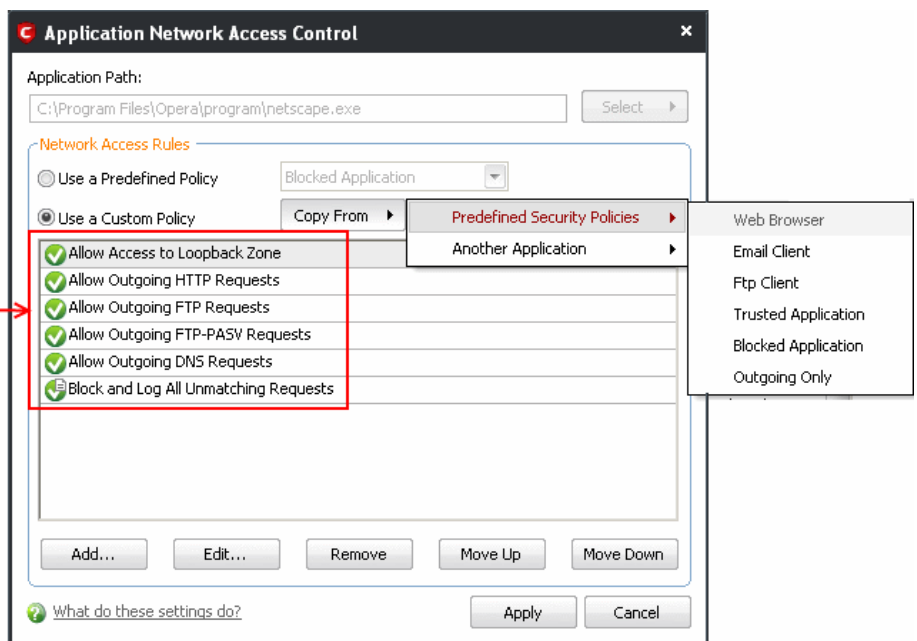 Application Network Access Control
Application Path:
C:\Program Files\Opera\program\netscape.exe
Select
Network Access Rules
Use a Predefined Policy
Blocked Application
Use a Custom Policy
Copy From
Predefined Security Policies
Another Application
Web Browser
Email Client
Ftp Client
Trusted Application
Blocked Application
Outgoing Only
Allow Access to Loopback Zone
Allow Outgoing HTTP Requests
Allow Outgoing FTP Requests
Allow Outgoing FTP-PASV Requests
Allow Outgoing DNS Requests
Block and Log All Unmatching Requests
Add...
Edit...
Remove
Move Up
Move Down
What do these settings do?
Apply
Cancel